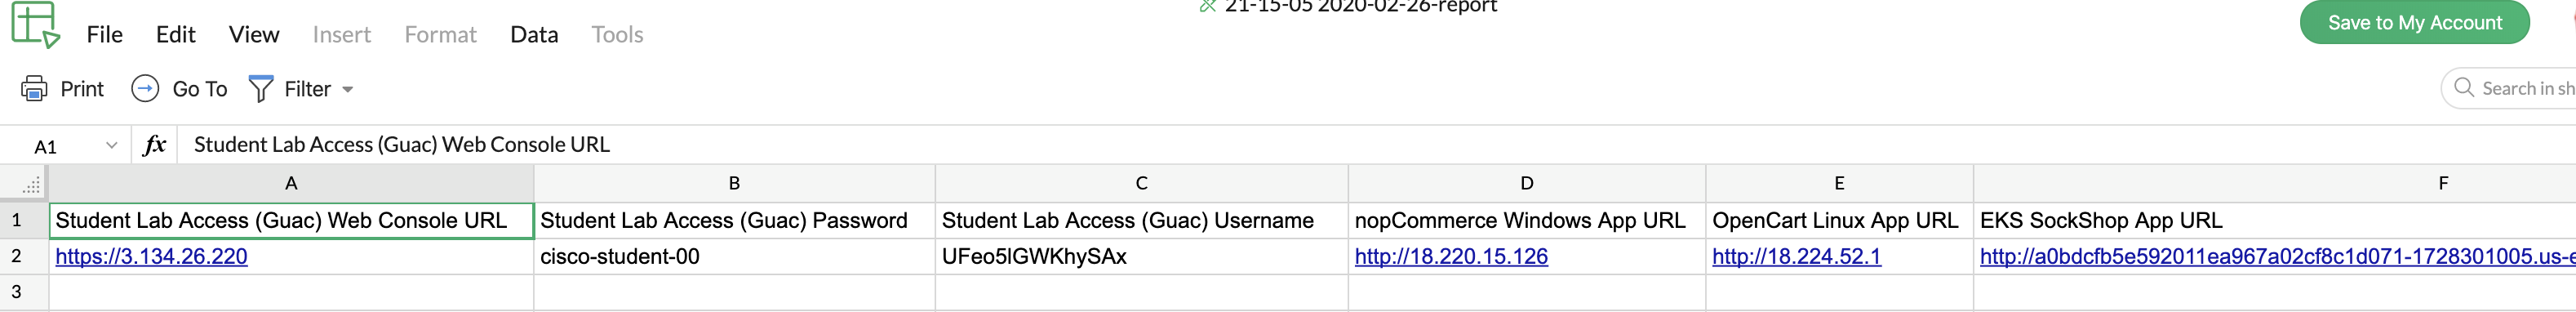 21-15-05 2020-02-26-report
File Edit View Insert Format Data Tools
Save to My Account
Print Go To Filter
Search in sh
A1 fx Student Lab Access (Guac) Web Console URL
A B C D E F
1 Student Lab Access (Guac) Web Console URL Student Lab Access (Guac) Password Student Lab Access (Guac) Username nopCommerce Windows App URL OpenCart Linux App URL EKS SockShop App URL
2 https://3.134.26.220 cisco-student-00 UFeo5IGWKhySAx http://18.220.15.126 http://18.224.52.1 http://a0bdcfb5e592011ea967a02cf8c1d071-1728301005.us-e
3